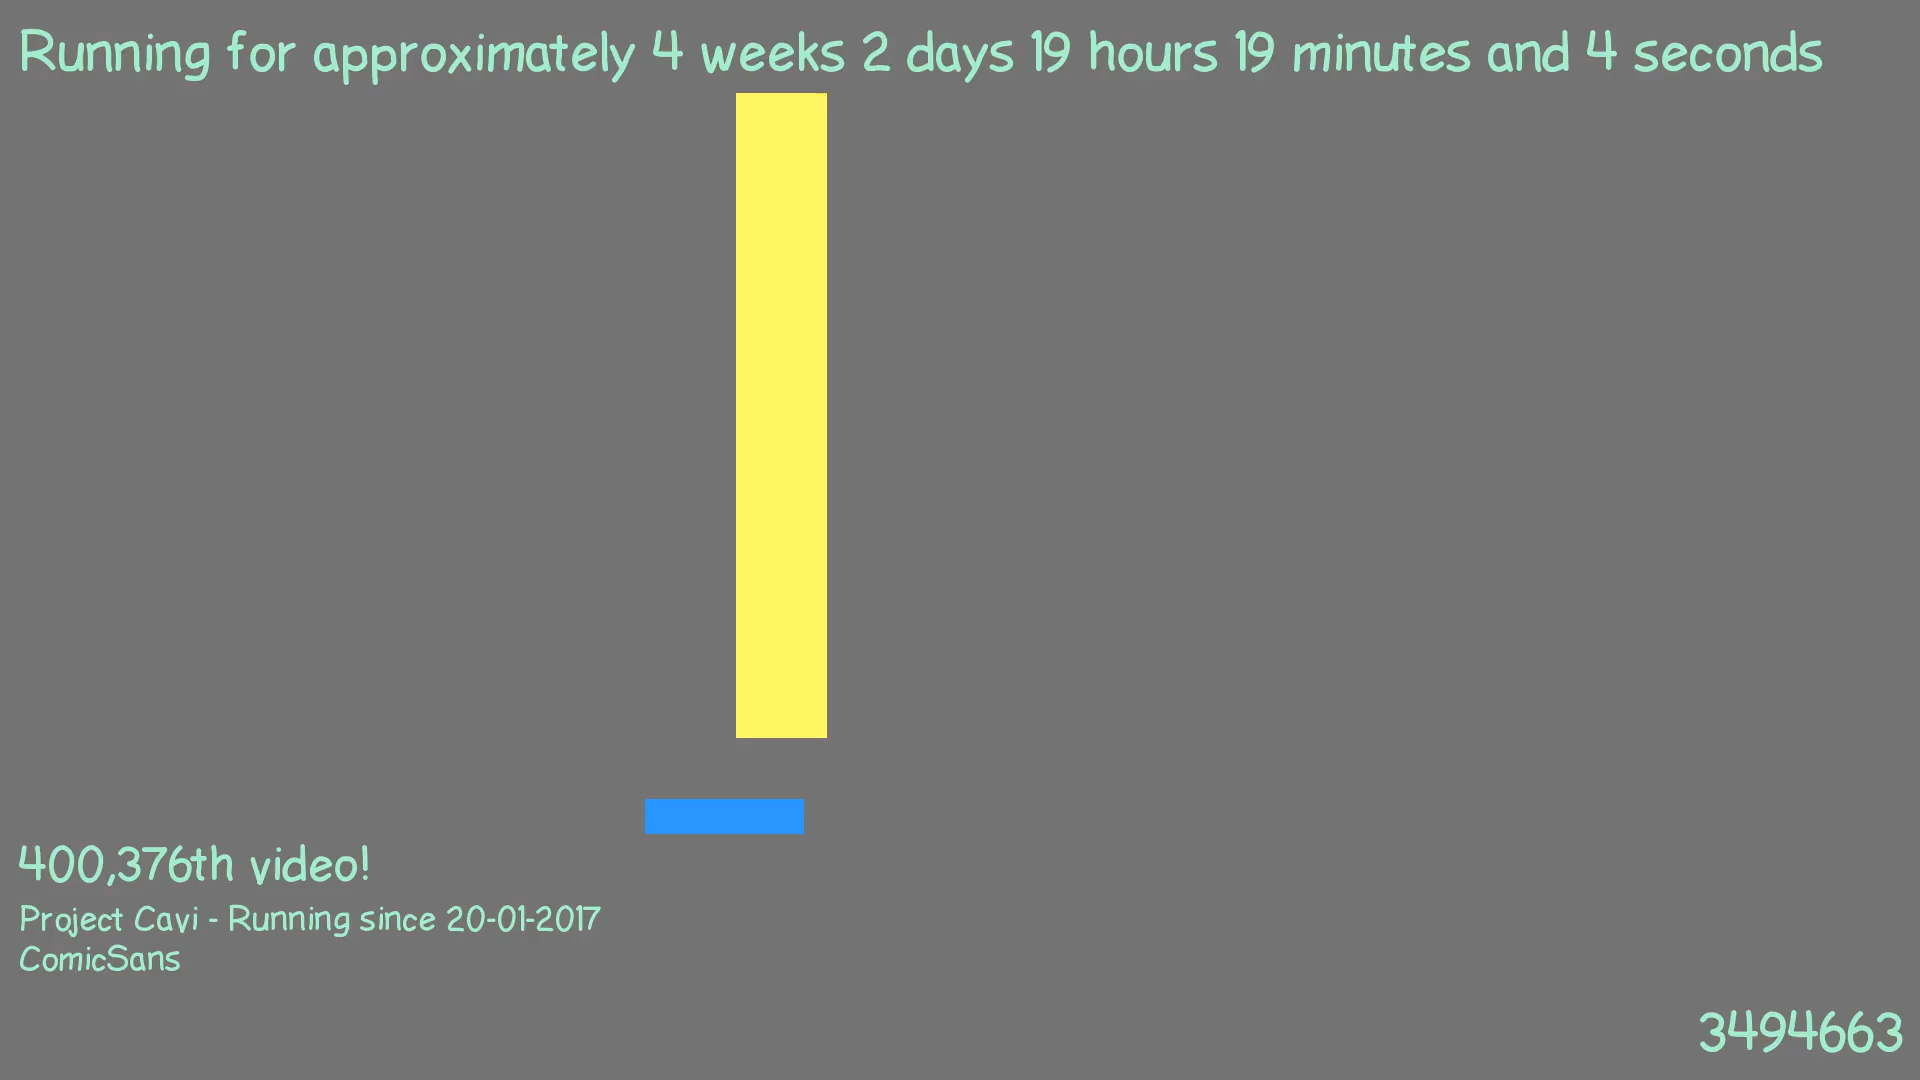 Running for approximately 4 weeks 2 days 19 hours 19 minutes and 4 seconds
400,376th video!
Project Cavi - Running since 20-01-2017
ComicSans
3494663